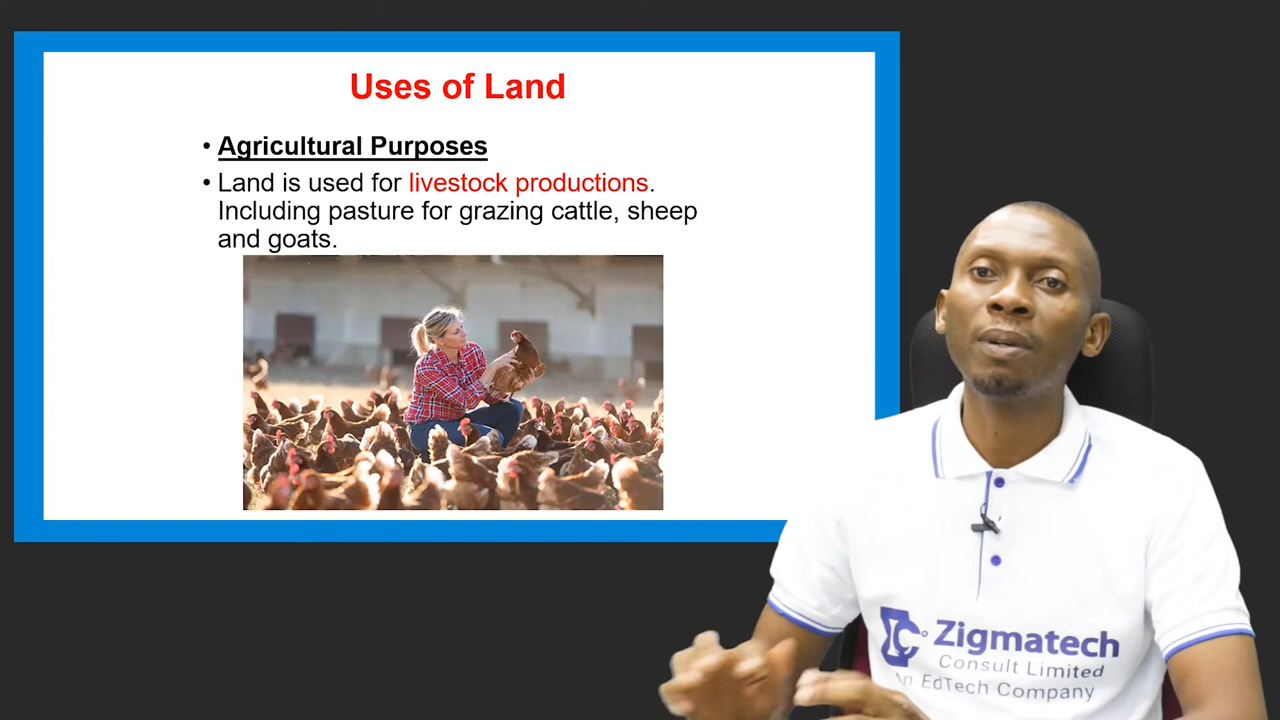 Uses of Land
• Agricultural Purposes
• Land is used for livestock productions.
Including pasture for grazing cattle, sheep
and goats.
Zigmatech
Consult Limited
An EdTech Company